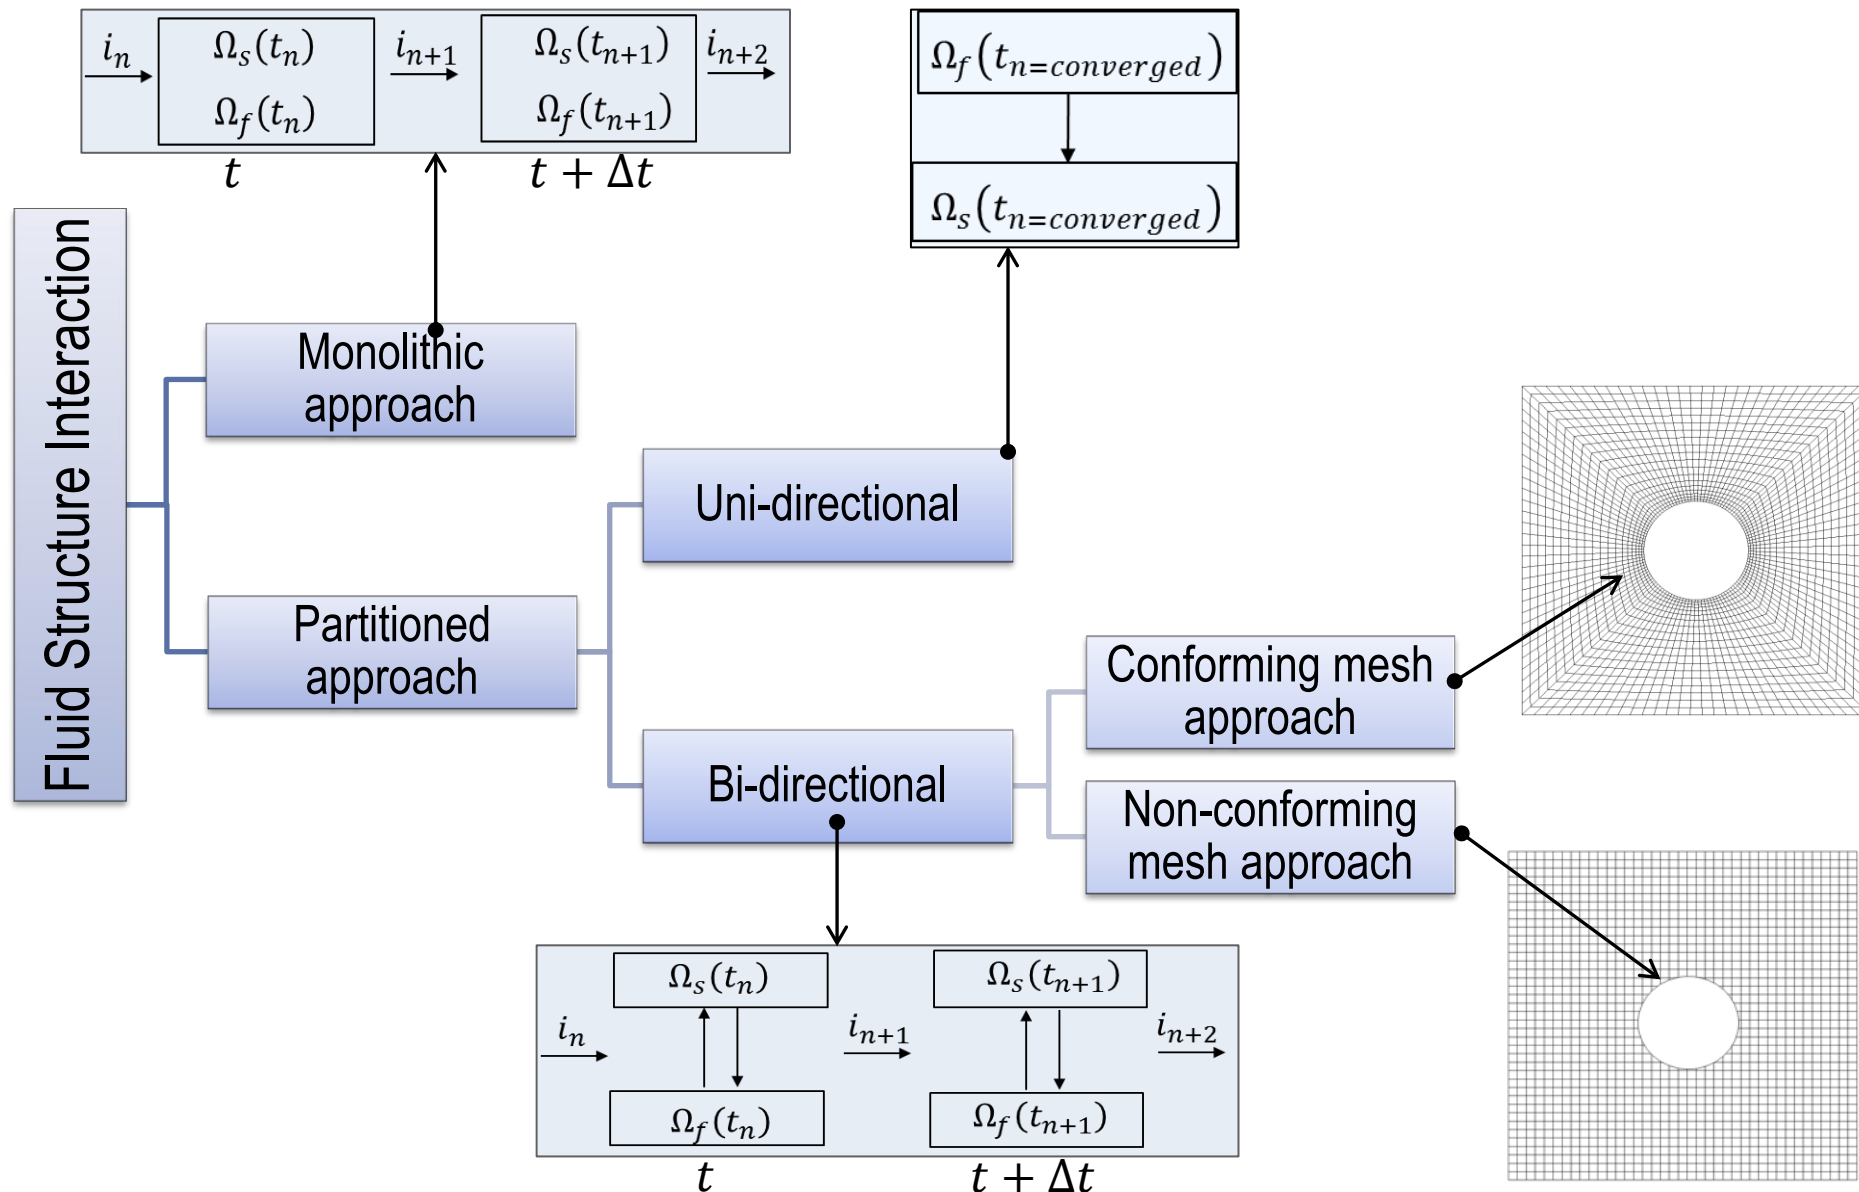 i_n
Ω_s(t_n)
Ω_f(t_n)
i_{n+1}
Ω_s(t_{n+1})
Ω_f(t_{n+1})
i_{n+2}
t
t + Δt
Ω_f(t_{n=converged})
Ω_s(t_{n=converged})
Fluid Structure Interaction
Monolithic
approach
Partitioned
approach
Uni-directional
Bi-directional
Conforming mesh
approach
Non-conforming
mesh approach
i_n
Ω_s(t_n)
Ω_f(t_n)
i_{n+1}
Ω_s(t_{n+1})
Ω_f(t_{n+1})
i_{n+2}
t
t + Δt